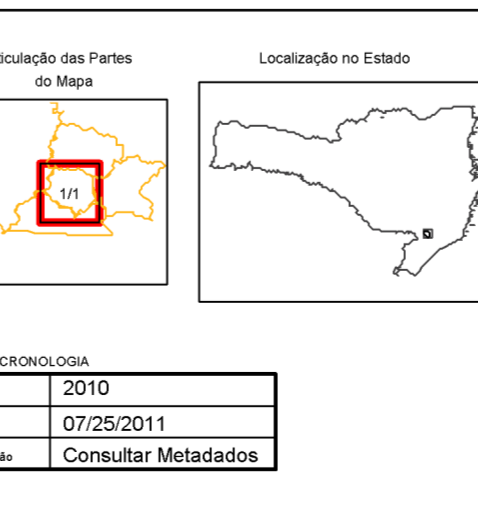 ticulação das Partes
do Mapa
Localização no Estado
1/1
CRONOLOGIA
2010
07/25/2011
ão Consultar Metadados